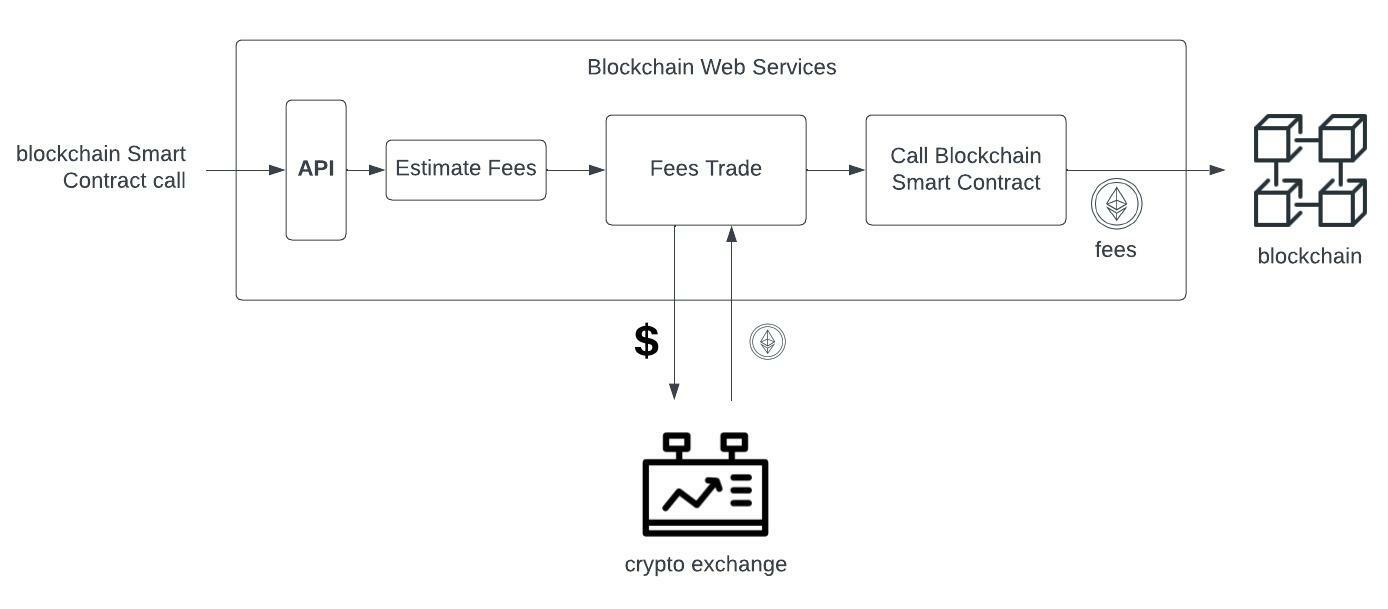 Blockchain Web Services
blockchain Smart
Contract call
API
Estimate Fees
Fees Trade
Call Blockchain
Smart Contract
fees
blockchain
$
crypto exchange